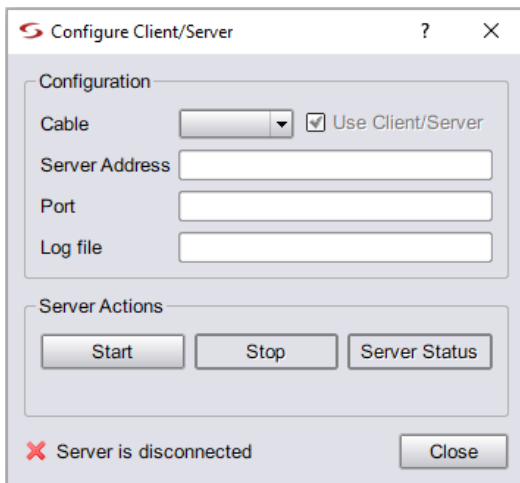 Configure Client/Server ?
Configuration
Cable Use Client/Server
Server Address
Port
Log file
Server Actions
Start Stop Server Status
Server is disconnected Close